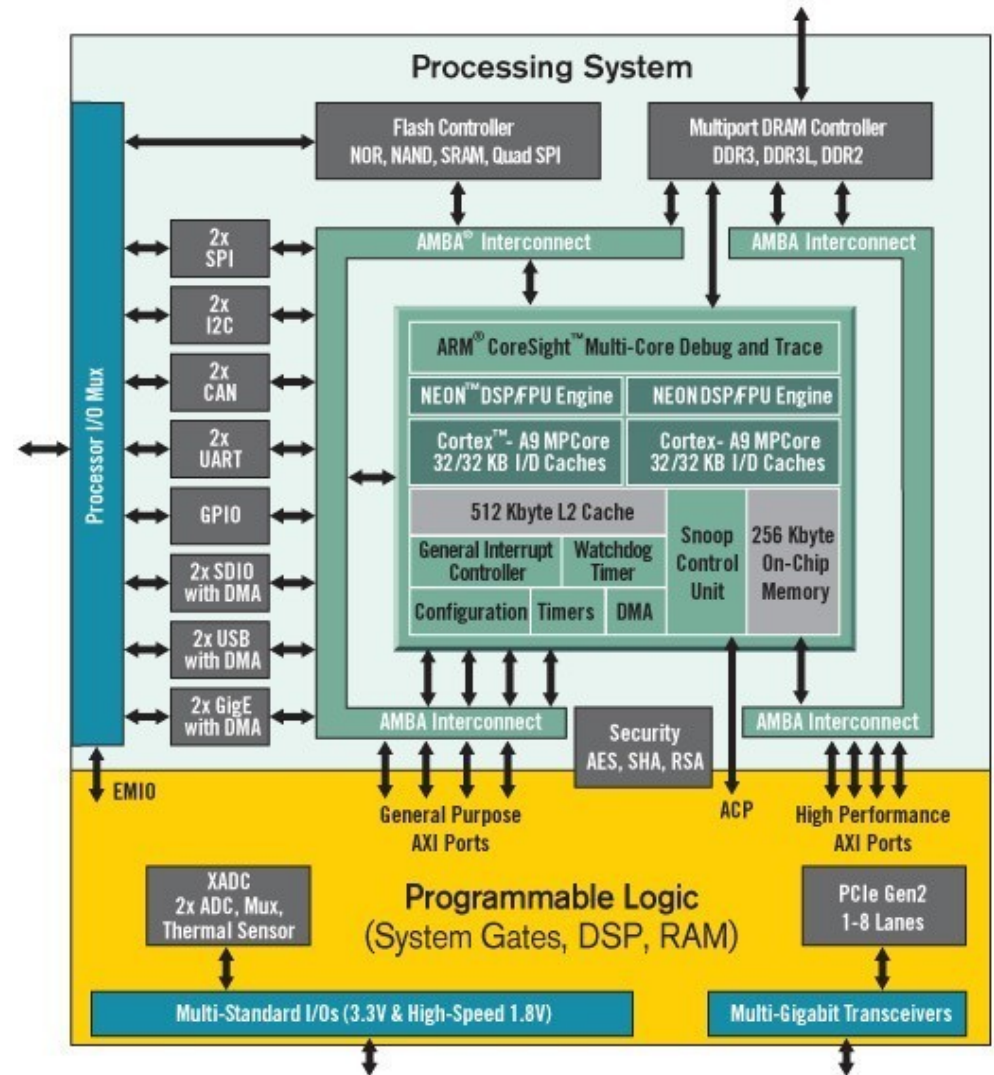 Processing System
Flash Controller
NOR, NAND, SRAM, Quad SPI
Multiport DRAM Controller
DDR3, DDR3L, DDR2
AMBA® Interconnect
AMBA Interconnect
Processor I/O Mux
2x
SPI
2x
I2C
2x
CAN
2x
UART
GPIO
2x SDIO
with DMA
2x USB
with DMA
2x GigE
with DMA
ARM® CoreSight™ Multi-Core Debug and Trace
NEON™ DSP/FPU Engine
NEON DSP/FPU Engine
Cortex™- A9 MPCore
32/32 KB I/D Caches
Cortex- A9 MPCore
32/32 KB I/D Caches
512 Kbyte L2 Cache
General Interrupt
Controller
Watchdog
Timer
Configuration
Timers
DMA
Snoop
Control
Unit
256 Kbyte
On-Chip
Memory
AMBA Interconnect
Security
AES, SHA, RSA
AMBA Interconnect
EMIO
General Purpose
AXI Ports
ACP
High Performance
AXI Ports
XADC
2x ADC, Mux,
Thermal Sensor
Programmable Logic
(System Gates, DSP, RAM)
PCIe Gen2
1-8 Lanes
Multi-Standard I/Os (3.3V & High-Speed 1.8V)
Multi-Gigabit Transceivers